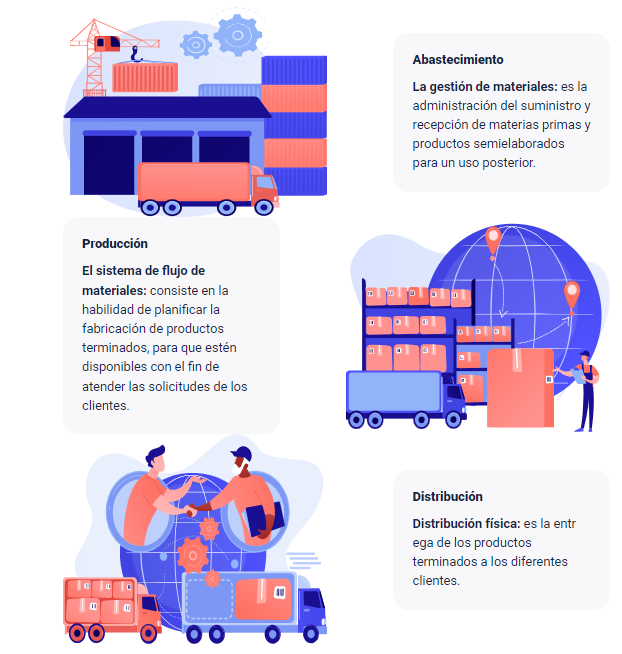 Abastecimiento
La gestión de materiales: es la
administración del suministro y
recepción de materias primas y
productos semielaborados
para un uso posterior.
Producción
El sistema de flujo de
materiales: consiste en la
habilidad de planificar la
fabricación de productos
terminados, para que estén
disponibles con el fin de
atender las solicitudes de los
clientes.
Distribución
Distribución física: es la entr
ega de los productos
terminados a los diferentes
clientes.